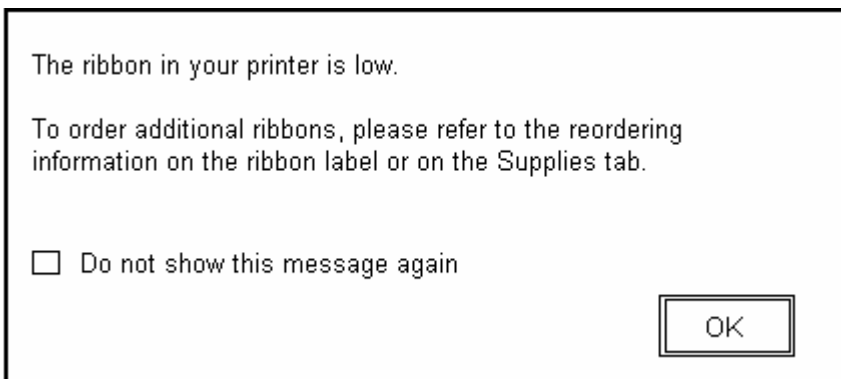 The ribbon in your printer is low.
To order additional ribbons, please refer to the reordering
information on the ribbon label or on the Supplies tab.
Do not show this message again
OK